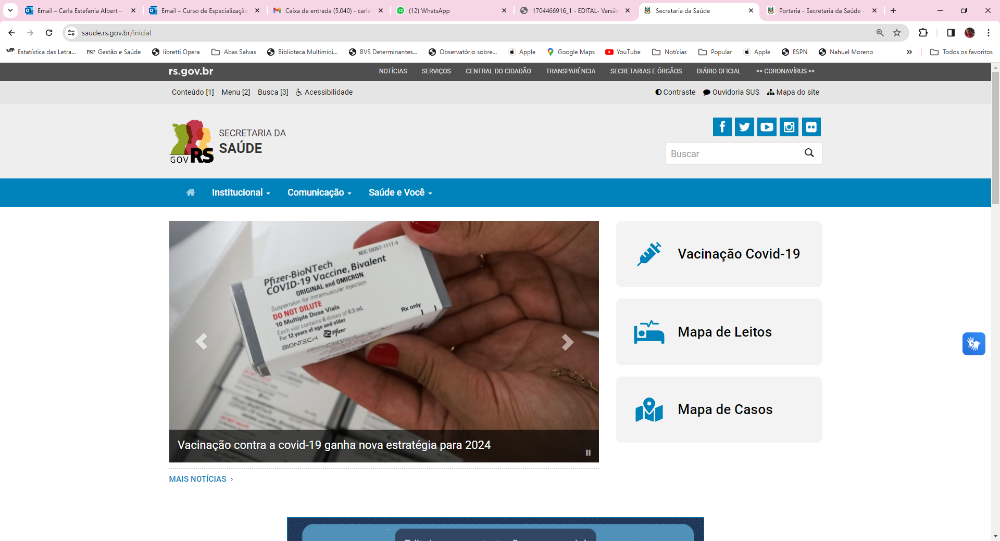 Email – Carla Estefania Albert –
Email – Curso de Especialização
Caixa de entrada (5.040) - carla
(12) WhatsApp
1704466916_1 - EDITAL- Versão
Secretaria da Saúde
Portaria - Secretaria da Saúde -
saude.rs.gov.br/inicial
Estatística das Letra...
PKP Gestão e Saúde
libretti Opera
Abas Salvas
Biblioteca Multimídi...
BVS Determinantes...
Observatório sobre...
Apple
Google Maps
YouTube
Notícias
Popular
Apple
ESPN
Nahuel Moreno
Todos os favoritos
rs.gov.br
NOTÍCIAS
SERVIÇOS
CENTRAL DO CIDADÃO
TRANSPARÊNCIA
SECRETARIAS E ÓRGÃOS
DIÁRIO OFICIAL
>> CORONAVÍRUS <<
Conteúdo [1]
Menu [2]
Busca [3]
Acessibilidade
Contraste
Ouvidoria SUS
Mapa do site
GOV RS
SECRETARIA DA
SAÚDE
Buscar
Institucional
Comunicação
Saúde e Você
NDC 59267-1117-4
Pfizer-BioNTech
COVID-19 Vaccine, Bivalent
ORIGINAL and OMICRON
Suspension for Intramuscular Injection
DO NOT DILUTE
10 Multiple Dose Vials
Each vial contains 6 doses of 0.3 mL
For 12 years of age and older
Rx only
BIONTECH Pfizer
Vacinação contra a covid-19 ganha nova estratégia para 2024
MAIS NOTÍCIAS ›
Vacinação Covid-19
Mapa de Leitos
Mapa de Casos